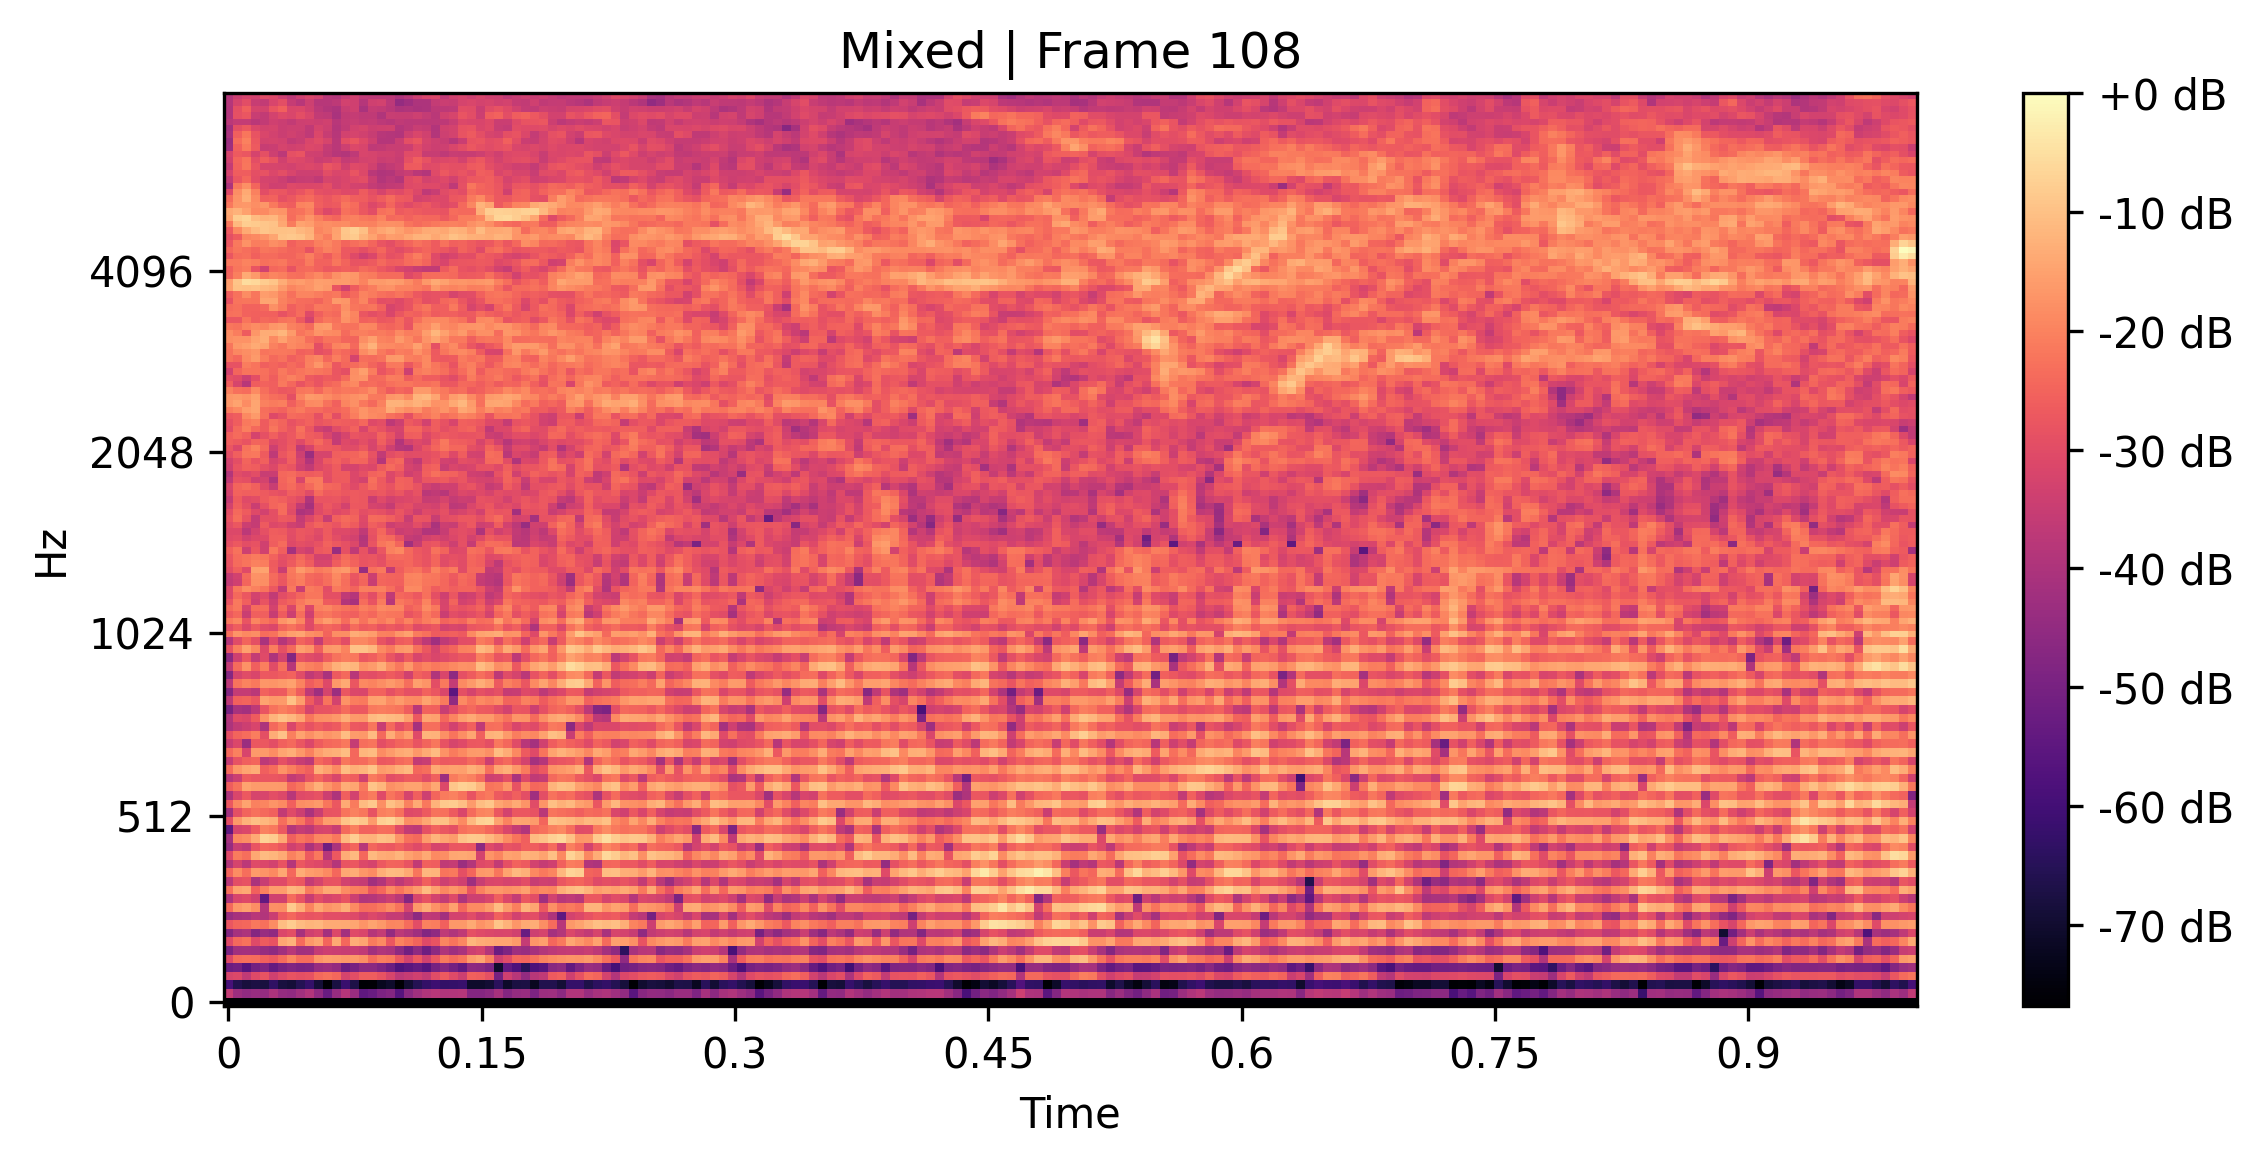 Mixed | Frame 108
Hz
4096
2048
1024
512
0
0 0.15 0.3 0.45 0.6 0.75 0.9
Time
+0 dB
-10 dB
-20 dB
-30 dB
-40 dB
-50 dB
-60 dB
-70 dB